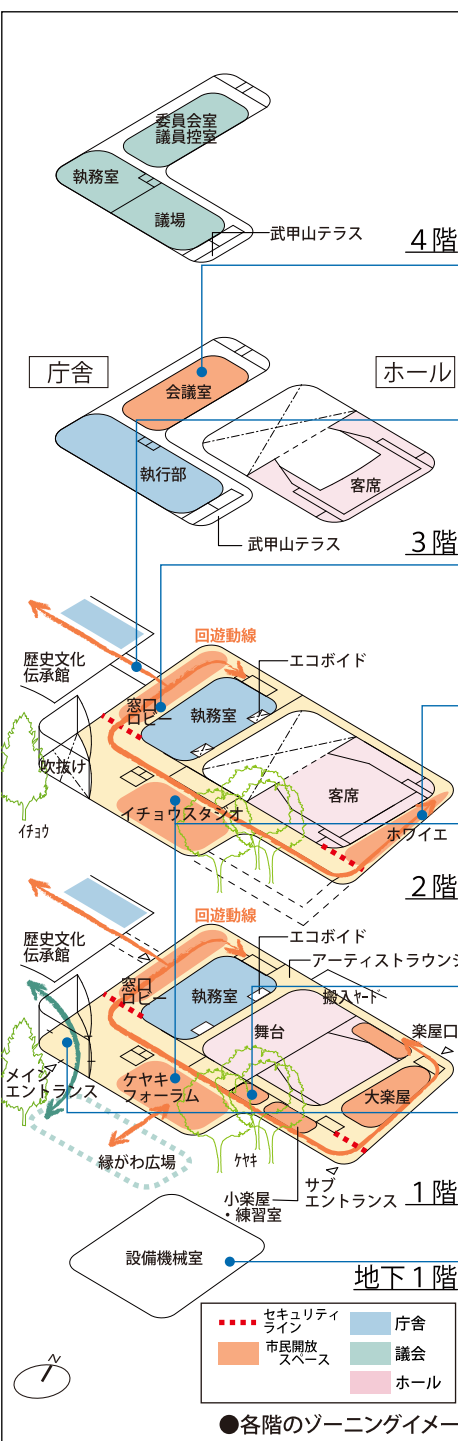 委員会室
議員控室
執務室
議場
武甲山テラス
4階
庁舎
ホール
会議室
執行部
客席
武甲山テラス
3階
回遊動線
歴史文化
伝承館
エコボイド
窓口
ロビー
執務室
吹抜け
客席
イチョウスタジオ
イチョウ
ホワイエ
2階
回遊動線
歴史文化
伝承館
エコボイド
アーティストラウンジ
窓口
ロビー
執務室
搬入ヤード
舞台
楽屋口
メイン
エントランス
ケヤキ
フォーラム
大楽屋
縁がわ広場
ケヤキ
小楽屋
・練習室
サブ
エントランス
1階
設備機械室
地下1階
セキュリティ
ライン
市民開放
スペース
庁舎
議会
ホール
N
●各階のゾーニングイメー